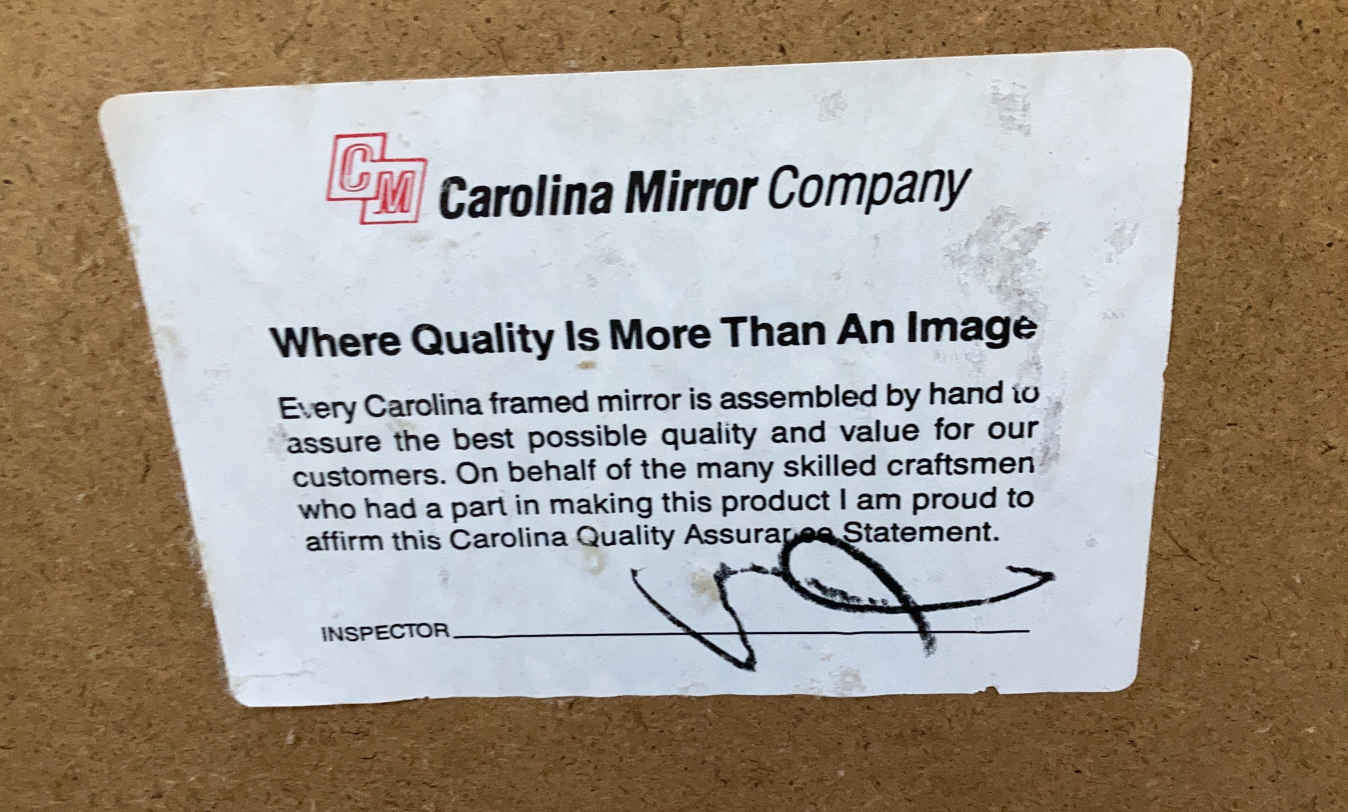 CM Carolina Mirror Company
Where Quality Is More Than An Image
Every Carolina framed mirror is assembled by hand to
assure the best possible quality and value for our
customers. On behalf of the many skilled craftsmen
who had a part in making this product I am proud to
affirm this Carolina Quality Assurance Statement.
INSPECTOR